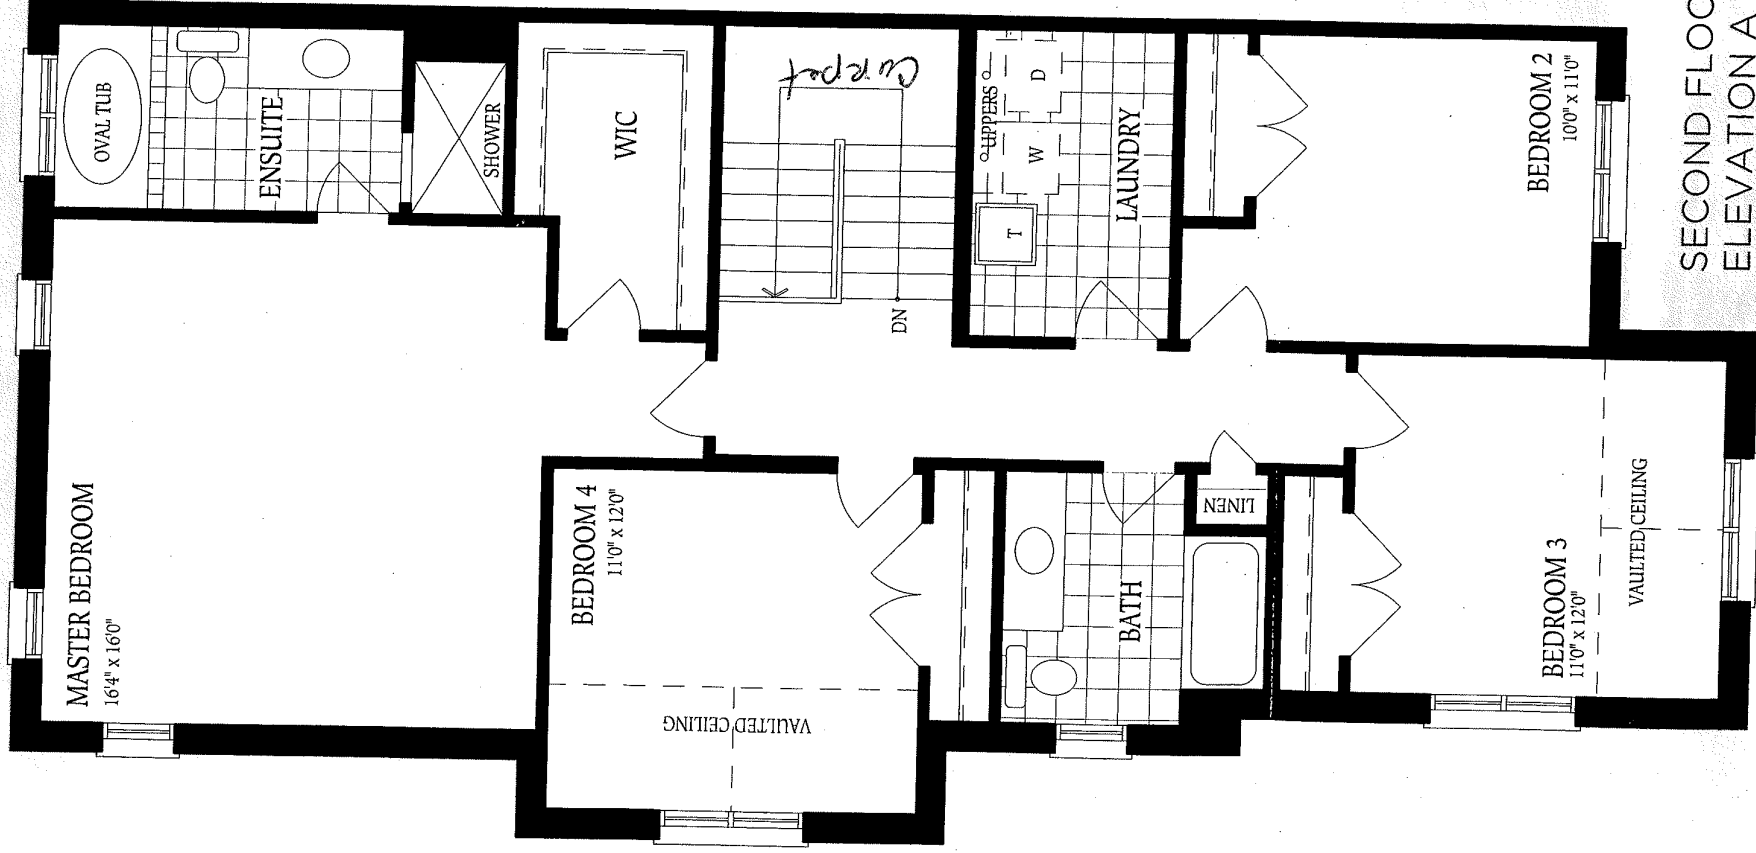 SECOND FLOO
ELEVATION A
OVAL TUB
ENSUITE
SHOWER
WIC
Carpet
DN
UPPERS
D
W
T
LAUNDRY
BEDROOM 2
10'0" x 11'0"
MASTER BEDROOM
16'4" x 16'0"
BEDROOM 4
11'0" x 12'0"
VAULTED CEILING
BATH
LINEN
BEDROOM 3
11'0" x 12'0"
VAULTED CEILING